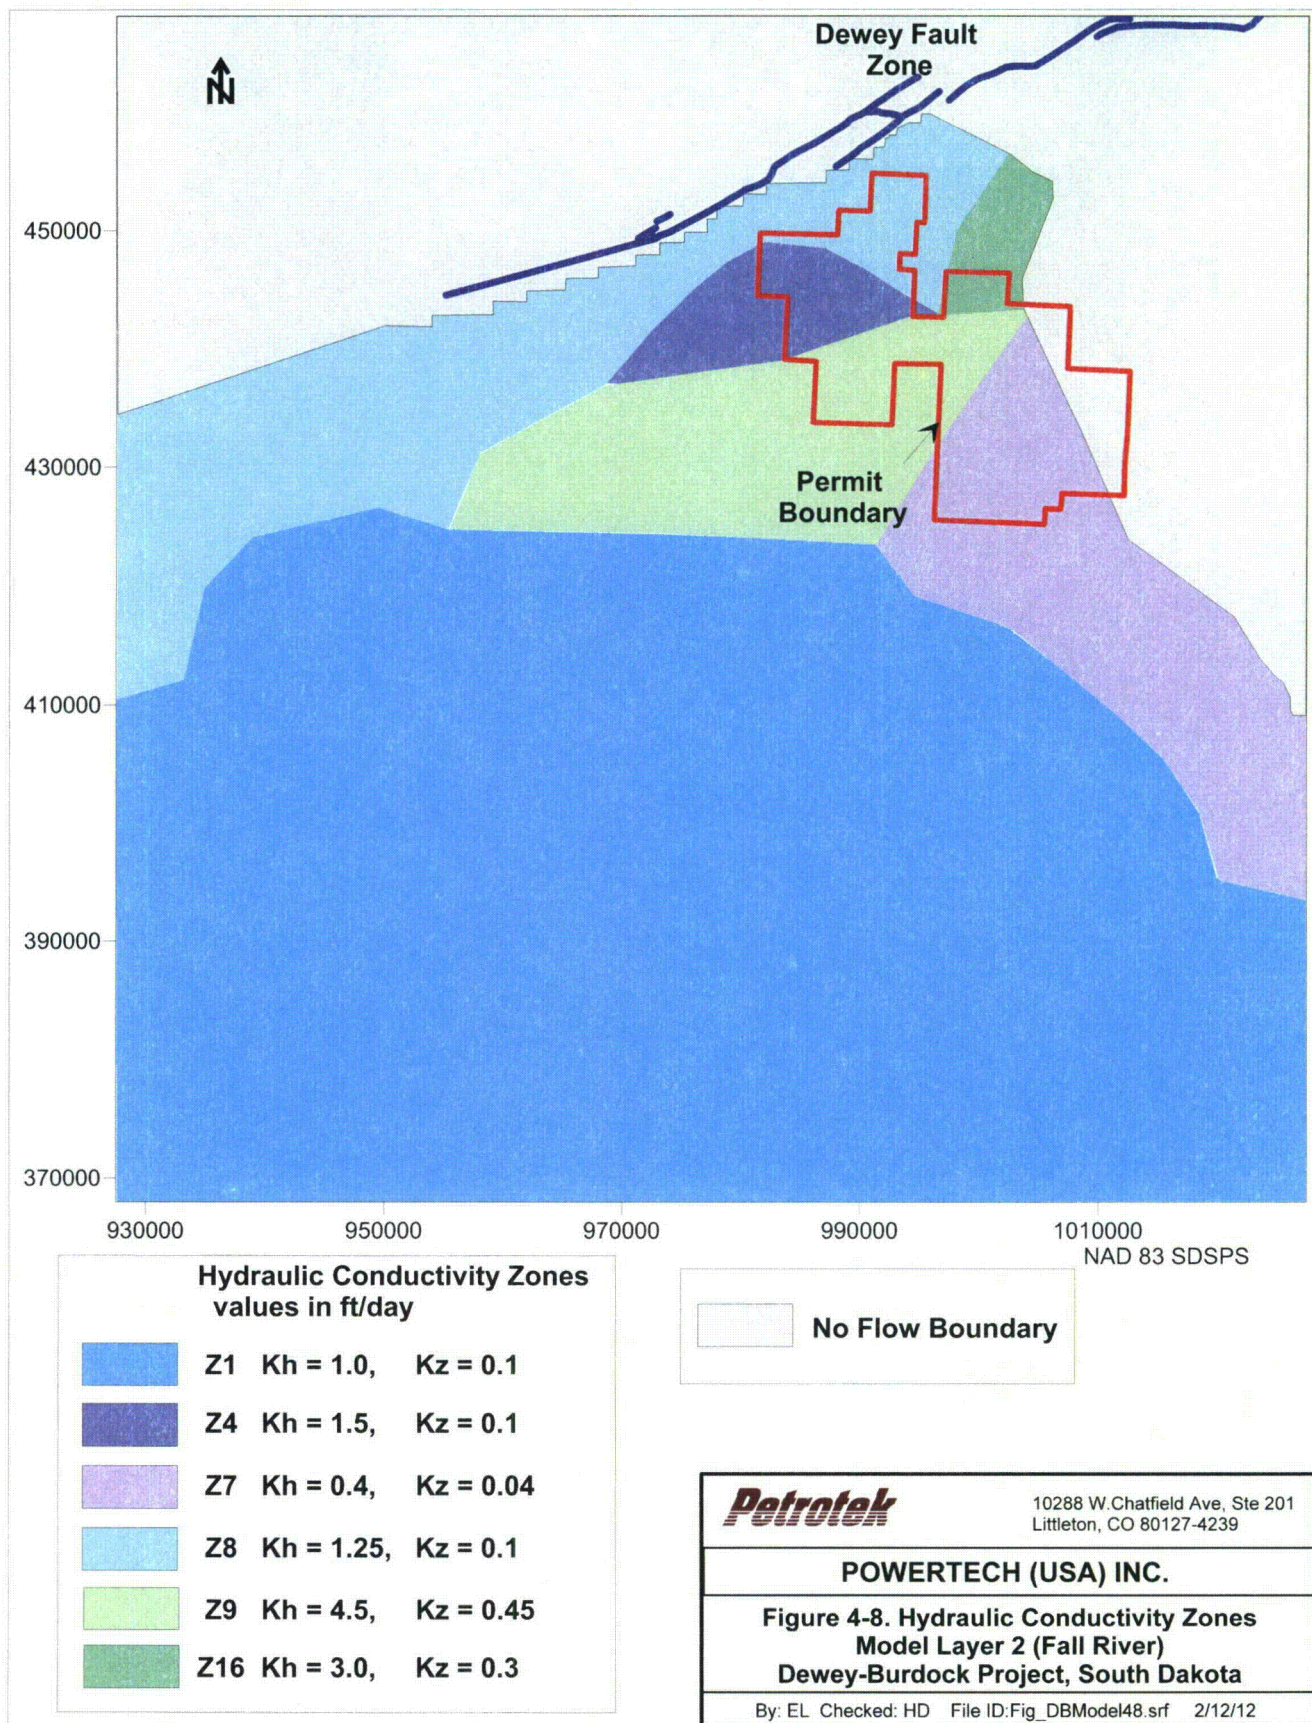 Dewey Fault
Zone
N
450000
430000
410000
390000
370000
Permit
Boundary
930000
950000
970000
990000
1010000
NAD 83 SDSPS
Hydraulic Conductivity Zones
values in ft/day
Z1 Kh = 1.0, Kz = 0.1
Z4 Kh = 1.5, Kz = 0.1
Z7 Kh = 0.4, Kz = 0.04
Z8 Kh = 1.25, Kz = 0.1
Z9 Kh = 4.5, Kz = 0.45
Z16 Kh = 3.0, Kz = 0.3
No Flow Boundary
Petrotek
10288 W.Chatfield Ave, Ste 201
Littleton, CO 80127-4239
POWERTECH (USA) INC.
Figure 4-8. Hydraulic Conductivity Zones
Model Layer 2 (Fall River)
Dewey-Burdock Project, South Dakota
By: EL Checked: HD File ID:Fig_DBModel48.srf 2/12/12